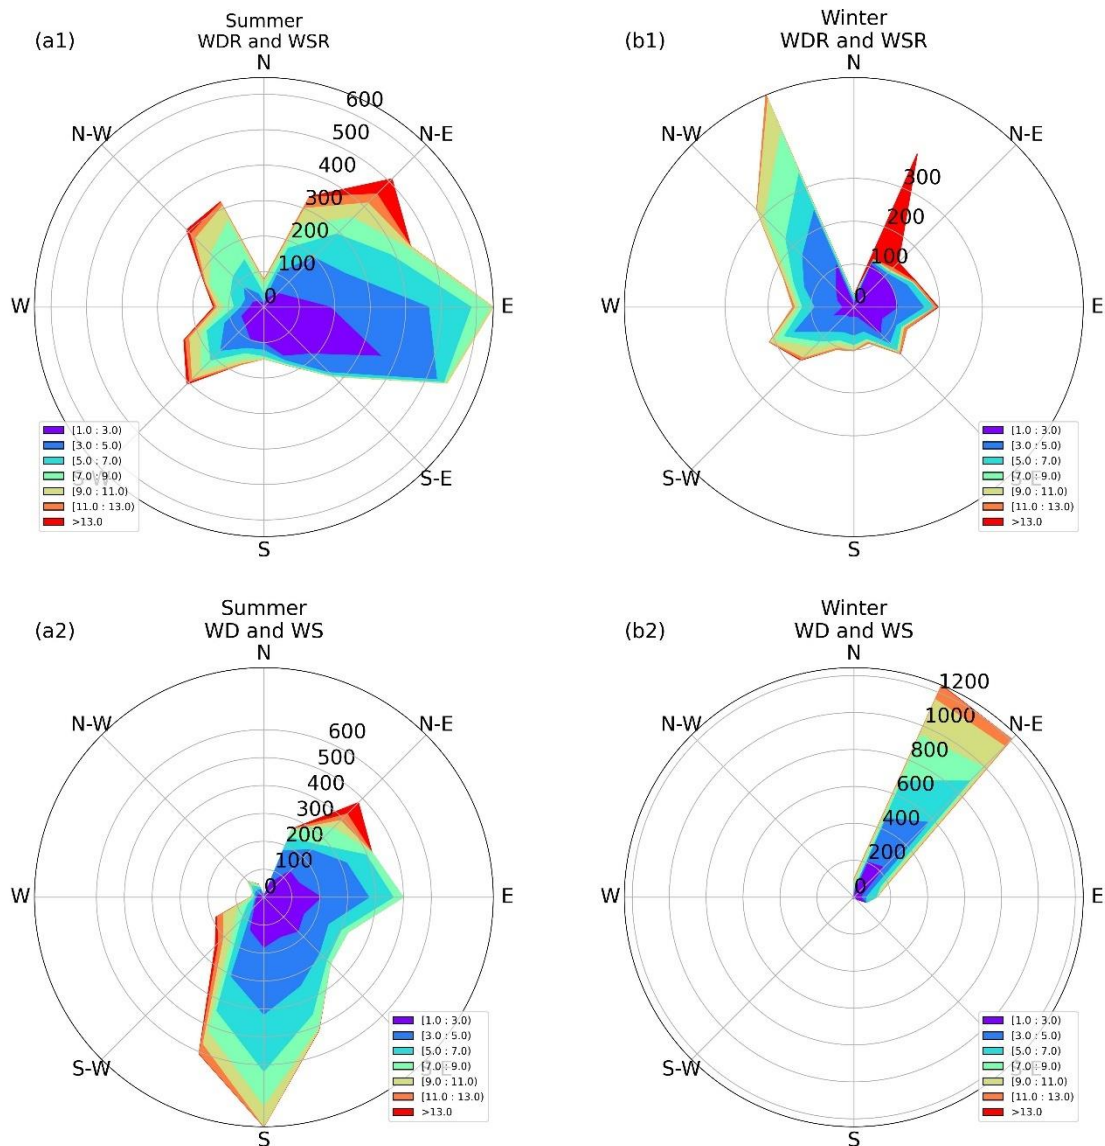 (a1)
Summer
WDR and WSR
N
N-W
N-E
W
E
S-W
S-E
S
600
500
400
300
200
100
0
[1.0 : 3.0)
[3.0 : 5.0)
[5.0 : 7.0)
[7.0 : 9.0)
[9.0 : 11.0)
[11.0 : 13.0)
>13.0
(b1)
Winter
WDR and WSR
N
N-W
N-E
W
E
S-W
S-E
S
300
200
100
0
[1.0 : 3.0)
[3.0 : 5.0)
[5.0 : 7.0)
[7.0 : 9.0)
[9.0 : 11.0)
[11.0 : 13.0)
>13.0
(a2)
Summer
WD and WS
N
N-W
N-E
W
E
S-W
S-E
S
600
500
400
300
200
100
0
[1.0 : 3.0)
[3.0 : 5.0)
[5.0 : 7.0)
[7.0 : 9.0)
[9.0 : 11.0)
[11.0 : 13.0)
>13.0
(b2)
Winter
WD and WS
N
N-W
N-E
W
E
S-W
S-E
S
1200
1000
800
600
400
200
0
[1.0 : 3.0)
[3.0 : 5.0)
[5.0 : 7.0)
[7.0 : 9.0)
[9.0 : 11.0)
[11.0 : 13.0)
>13.0